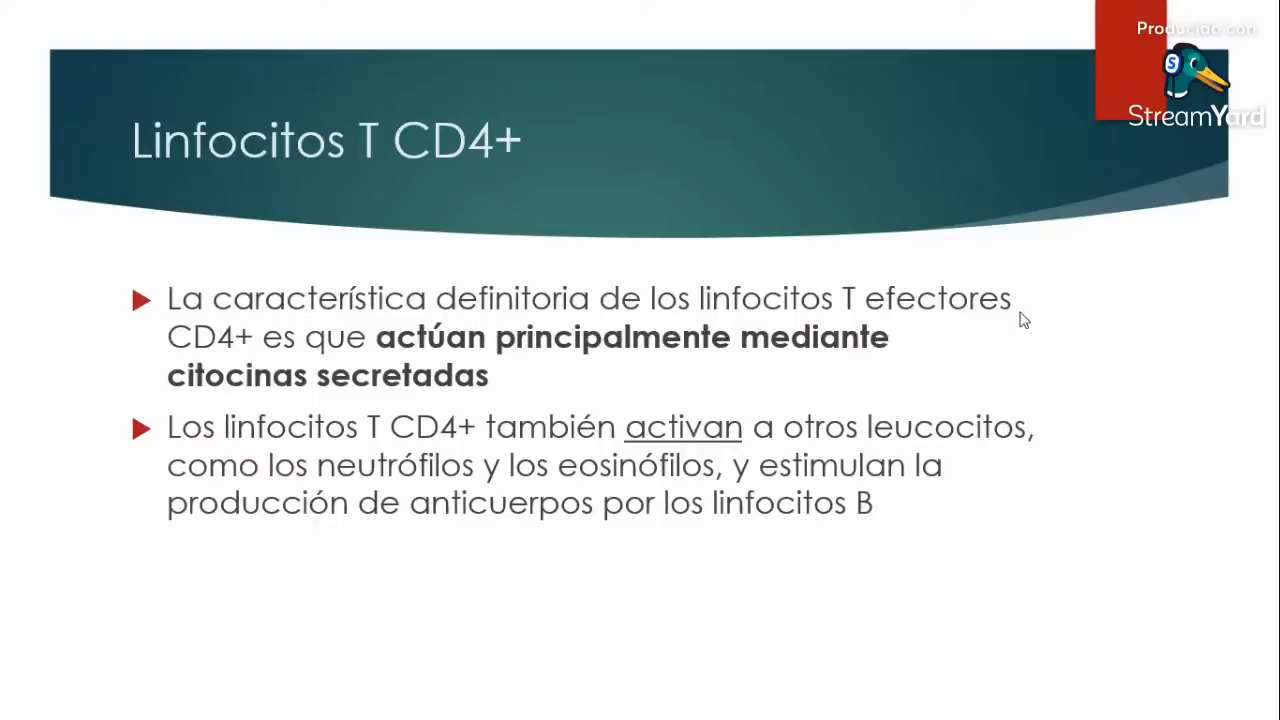 Producido con
StreamYard
Linfocitos T CD4+
La característica definitoria de los linfocitos T efectores
CD4+ es que actúan principalmente mediante
citocinas secretadas
Los linfocitos T CD4+ también activan a otros leucocitos,
como los neutrófilos y los eosinófilos, y estimulan la
producción de anticuerpos por los linfocitos B